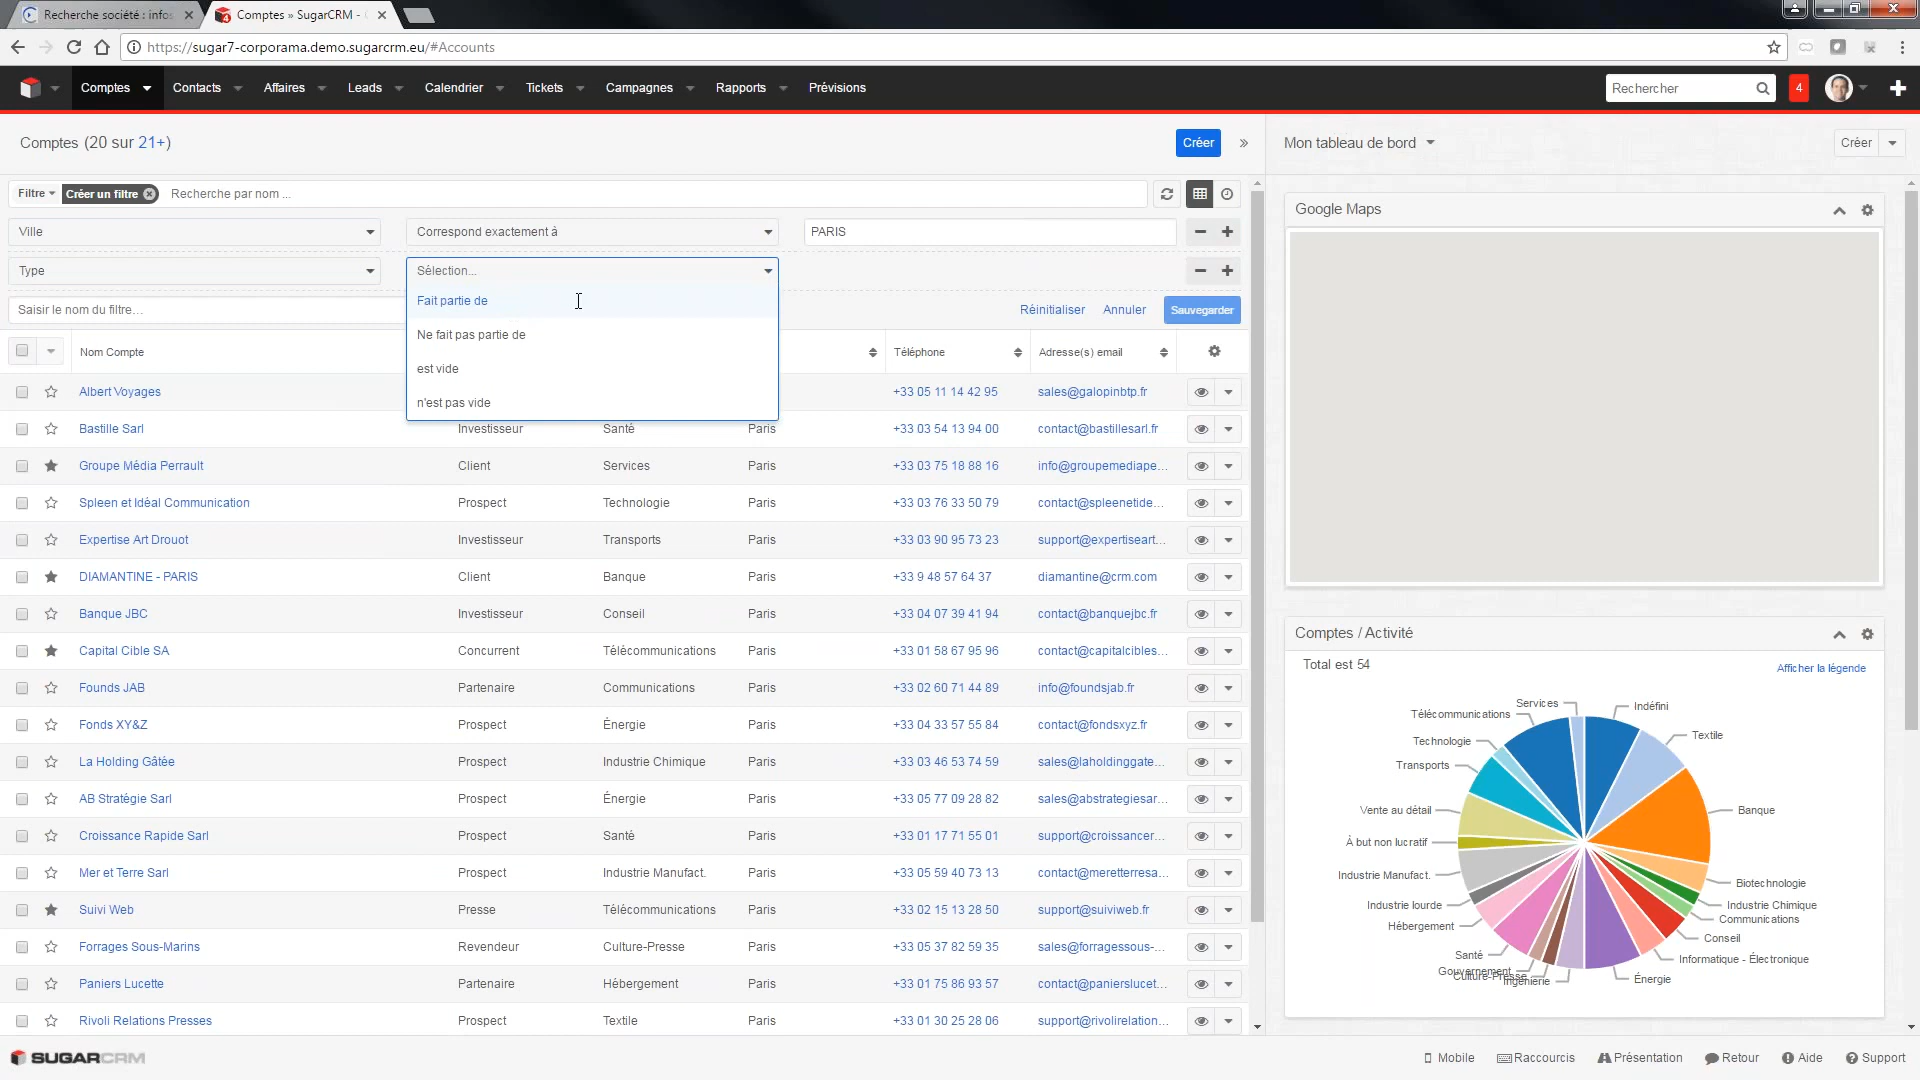 Recherche société : infos
Comptes » SugarCRM -
https://sugar7-corporama.demo.sugarcrm.eu/#Accounts
Comptes Contacts Affaires Leads Calendrier Tickets Campagnes Rapports Prévisions Rechercher 4
Comptes (20 sur 21+) Créer »
Mon tableau de bord Créer
Filtre Créer un filtre Recherche par nom ...
Ville Correspond exactement à PARIS
Type Sélection...
Fait partie de
Ne fait pas partie de
est vide
n'est pas vide
Saisir le nom du filtre… Réinitialiser Annuler Sauvegarder
Nom Compte Téléphone Adresse(s) email
Albert Voyages +33 05 11 14 42 95 sales@galopinbtp.fr
Bastille Sarl Investisseur Santé Paris +33 03 54 13 94 00 contact@bastillesarl.fr
Groupe Média Perrault Client Services Paris +33 03 75 18 88 16 info@groupemediape...
Spleen et Idéal Communication Prospect Technologie Paris +33 03 76 33 50 79 contact@spleenetide...
Expertise Art Drouot Investisseur Transports Paris +33 03 90 95 73 23 support@expertiseart...
DIAMANTINE - PARIS Client Banque Paris +33 9 48 57 64 37 diamantine@crm.com
Banque JBC Investisseur Conseil Paris +33 04 07 39 41 94 contact@banquejbc.fr
Capital Cible SA Concurrent Télécommunications Paris +33 01 58 67 95 96 contact@capitalcibles...
Founds JAB Partenaire Communications Paris +33 02 60 71 44 89 info@foundsjab.fr
Fonds XY&Z Prospect Énergie Paris +33 04 33 57 55 84 contact@fondsxyz.fr
La Holding Gâtée Prospect Industrie Chimique Paris +33 03 46 53 74 59 sales@laholdinggate...
AB Stratégie Sarl Prospect Énergie Paris +33 05 77 09 28 82 sales@abstrategiesar...
Croissance Rapide Sarl Prospect Santé Paris +33 01 17 71 55 01 support@croissancer...
Mer et Terre Sarl Prospect Industrie Manufact. Paris +33 05 59 40 73 13 contact@meretterresa...
Suivi Web Presse Télécommunications Paris +33 02 15 13 28 50 support@suiviweb.fr
Forrages Sous-Marins Revendeur Culture-Presse Paris +33 05 37 82 59 35 sales@forragessous-...
Paniers Lucette Partenaire Hébergement Paris +33 01 75 86 93 57 contact@panierslucet...
Rivoli Relations Presses Prospect Textile Paris +33 01 30 25 28 06 support@rivolirelation...
Google Maps
Comptes / Activité
Total est 54 Afficher la légende
Services Indéfini
Télécommunications
Textile
Technologie
Transports
Vente au détail Banque
À but non lucratif
Industrie Manufact.
Biotechnologie
Industrie lourde Industrie Chimique
Communications
Hébergement
Conseil
Santé Informatique - Électronique
Gouvernement
Culture-Presse
Ingénierie Énergie
SUGARCRM Mobile Raccourcis Présentation Retour Aide Support